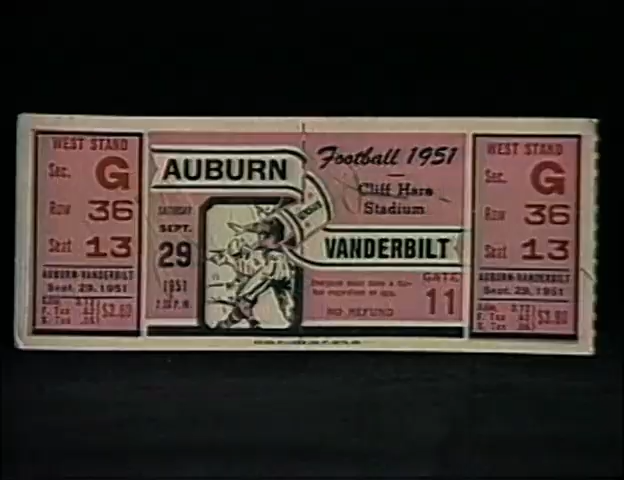 WEST STAND
Sec. G
Row 36
Seat 13
AUBURN-VANDERBILT
Sept. 29, 1951
$3.80
AUBURN
SATURDAY
SEPT.
29
1951
Football 1951
Cliff Hare
Stadium
VANDERBILT
GATE
11
NO REFUND
WEST STAND
Sec. G
Row 36
Seat 13
AUBURN-VANDERBILT
Sept. 29, 1951
$3.80